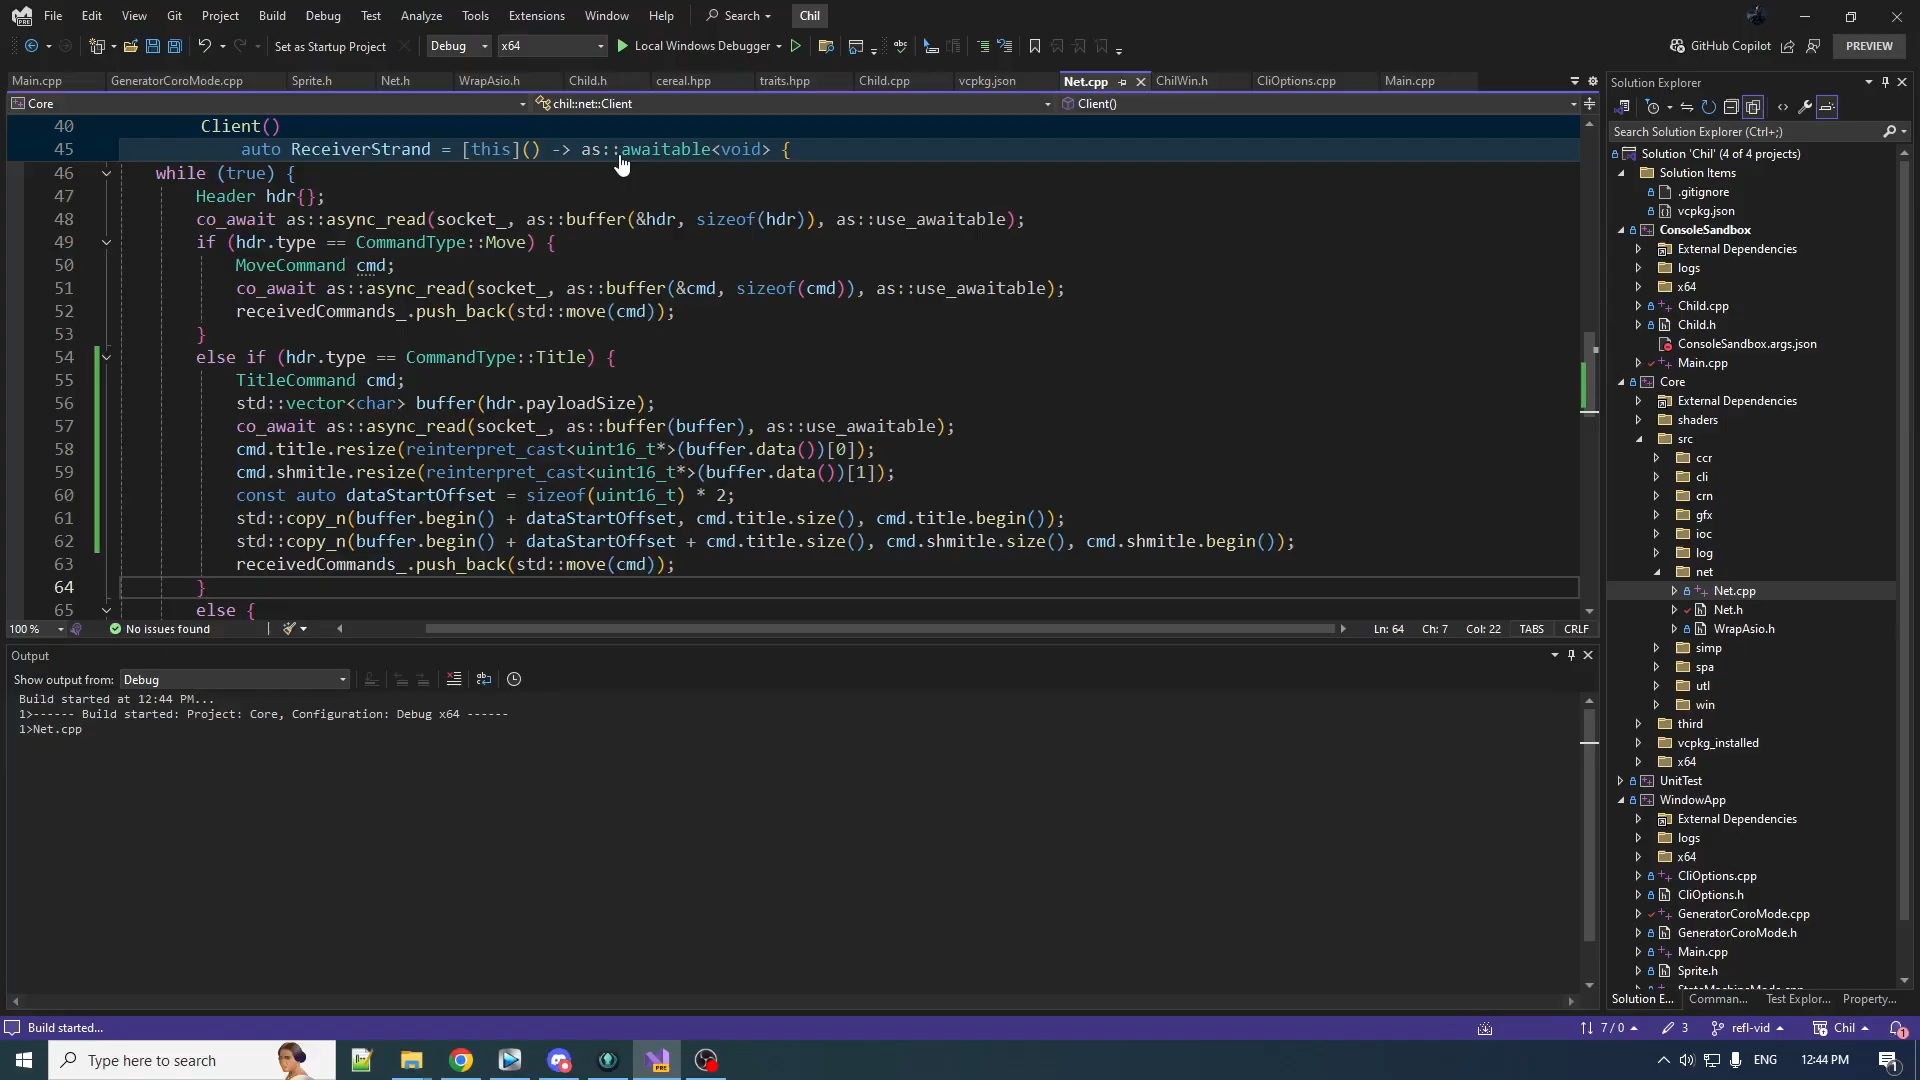 File Edit View Git Project Build Debug Test Analyze Tools Extensions Window Help Search Chil
Set as Startup Project Debug x64 Local Windows Debugger GitHub Copilot PREVIEW
Main.cpp GeneratorCoroMode.cpp Sprite.h Net.h WrapAsio.h Child.h cereal.hpp traits.hpp Child.cpp vcpkg.json Net.cpp ChilWin.h CliOptions.cpp Main.cpp
Core chil::net::Client Client()
40 Client()
45 auto ReceiverStrand = [this]() -> as::awaitable<void> {
46 while (true) {
47 Header hdr{};
48 co_await as::async_read(socket_, as::buffer(&hdr, sizeof(hdr)), as::use_awaitable);
49 if (hdr.type == CommandType::Move) {
50 MoveCommand cmd;
51 co_await as::async_read(socket_, as::buffer(&cmd, sizeof(cmd)), as::use_awaitable);
52 receivedCommands_.push_back(std::move(cmd));
53 }
54 else if (hdr.type == CommandType::Title) {
55 TitleCommand cmd;
56 std::vector<char> buffer(hdr.payloadSize);
57 co_await as::async_read(socket_, as::buffer(buffer), as::use_awaitable);
58 cmd.title.resize(reinterpret_cast<uint16_t*>(buffer.data())[0]);
59 cmd.shmitle.resize(reinterpret_cast<uint16_t*>(buffer.data())[1]);
60 const auto dataStartOffset = sizeof(uint16_t) * 2;
61 std::copy_n(buffer.begin() + dataStartOffset, cmd.title.size(), cmd.title.begin());
62 std::copy_n(buffer.begin() + dataStartOffset + cmd.title.size(), cmd.shmitle.size(), cmd.shmitle.begin());
63 receivedCommands_.push_back(std::move(cmd));
64 }
65 else {
100 % No issues found Ln: 64 Ch: 7 Col: 22 TABS CRLF
Output
Show output from: Debug
Build started at 12:44 PM...
1>------ Build started: Project: Core, Configuration: Debug x64 ------
1>Net.cpp
Solution Explorer
Search Solution Explorer (Ctrl+;)
Solution 'Chil' (4 of 4 projects)
Solution Items
.gitignore
vcpkg.json
ConsoleSandbox
External Dependencies
logs
x64
Child.cpp
Child.h
ConsoleSandbox.args.json
Main.cpp
Core
External Dependencies
shaders
src
ccr
cli
crn
gfx
ioc
log
net
Net.cpp
Net.h
WrapAsio.h
simp
spa
utl
win
third
vcpkg_installed
x64
UnitTest
WindowApp
External Dependencies
logs
x64
CliOptions.cpp
CliOptions.h
GeneratorCoroMode.cpp
GeneratorCoroMode.h
Main.cpp
Sprite.h
Solution E... Comman... Test Explor... Property...
Build started... 7 / 0 3 refl-vid Chil 1
Type here to search PRE ENG 12:44 PM 1